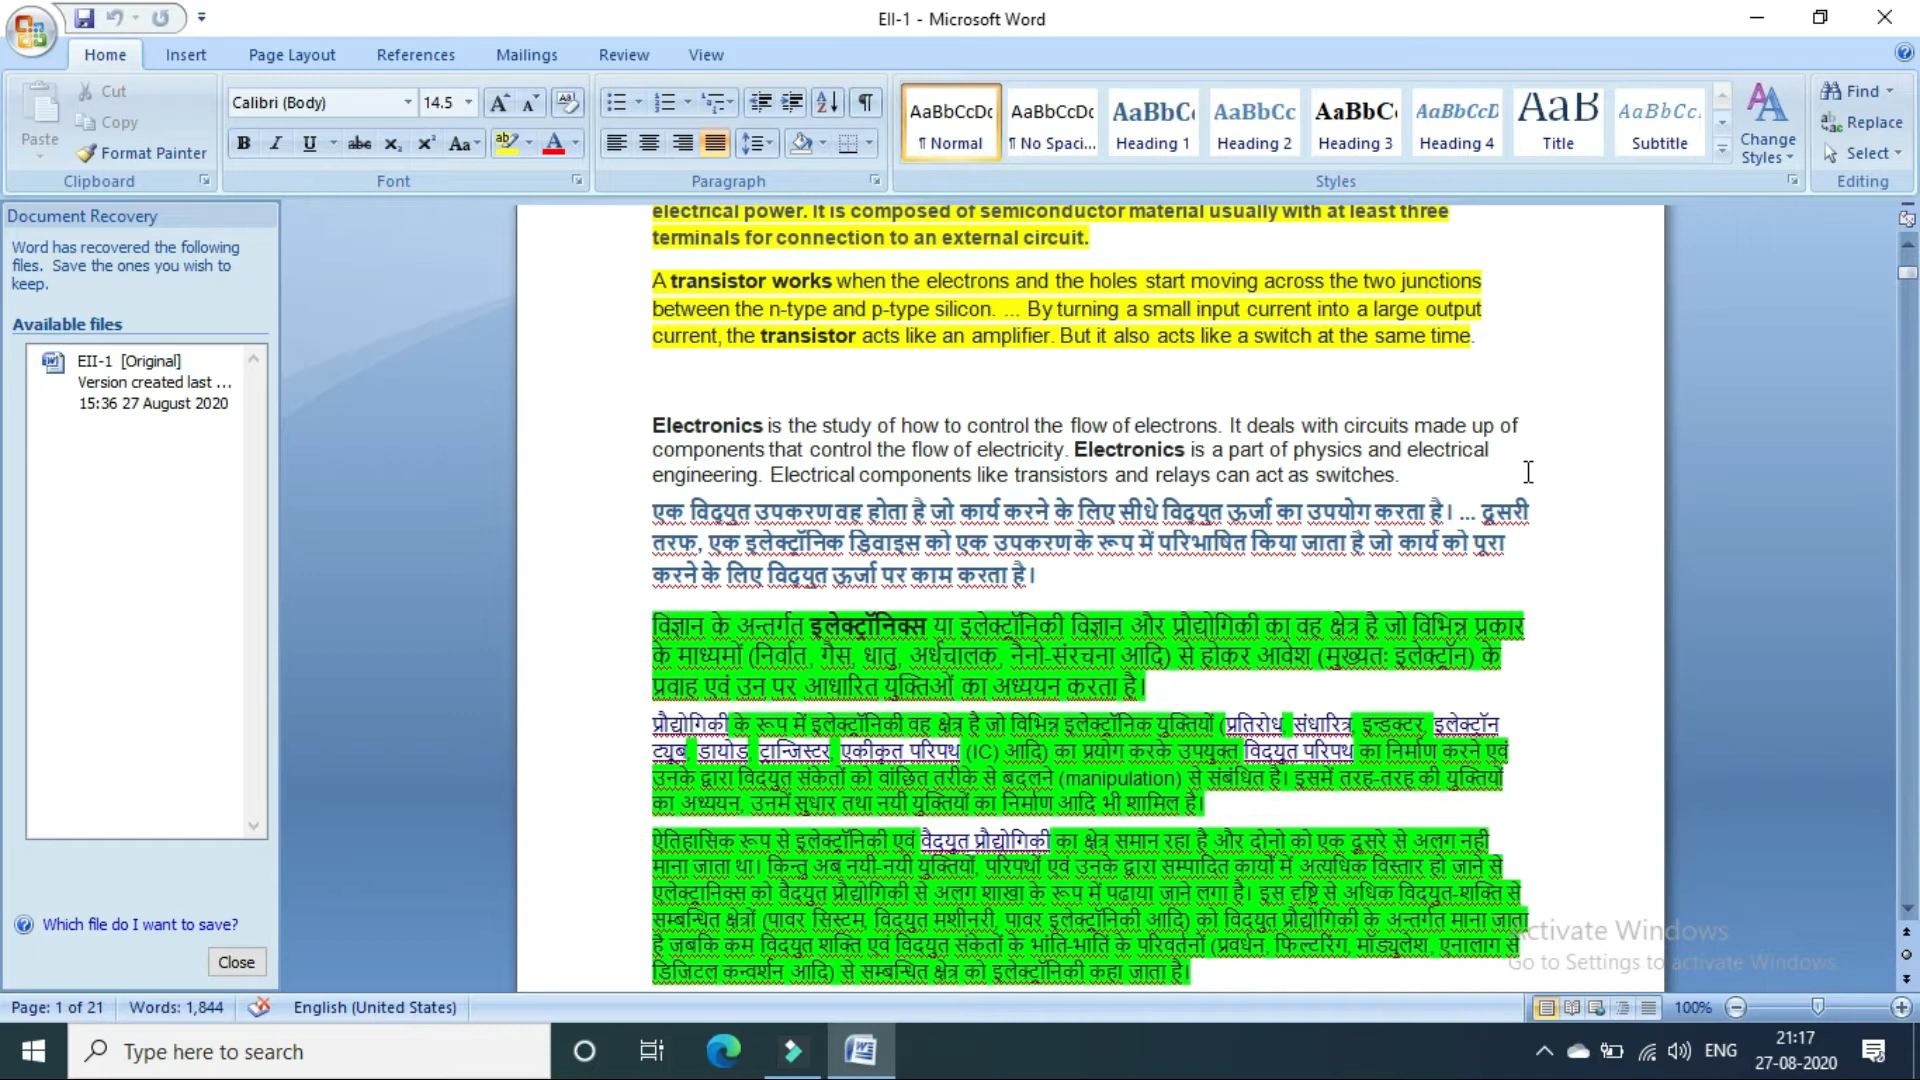 EII-1 - Microsoft Word
Home Insert Page Layout References Mailings Review View
Paste
Cut
Copy
Format Painter
Clipboard
Calibri (Body) 14.5
Font
Paragraph
AaBbCcDc AaBbCcDc AaBbC AaBbCc AaBbC AaBbCcD AaB AaBbCc.
¶ Normal ¶ No Spaci... Heading 1 Heading 2 Heading 3 Heading 4 Title Subtitle
Change Styles
Styles
Find
Replace
Select
Editing
Document Recovery
Word has recovered the following
files. Save the ones you wish to
keep.
Available files
EII-1 [Original]
Version created last ...
15:36 27 August 2020
Which file do I want to save?
Close
electrical power. It is composed of semiconductor material usually with at least three
terminals for connection to an external circuit.
A transistor works when the electrons and the holes start moving across the two junctions
between the n-type and p-type silicon. ... By turning a small input current into a large output
current, the transistor acts like an amplifier. But it also acts like a switch at the same time.
Electronics is the study of how to control the flow of electrons. It deals with circuits made up of
components that control the flow of electricity. Electronics is a part of physics and electrical
engineering. Electrical components like transistors and relays can act as switches.
एक विद्युत उपकरण वह होता है जो कार्य करने के लिए सीधे विद्युत ऊर्जा का उपयोग करता है। ... दूसरी
तरफ, एक इलेक्ट्रॉनिक डिवाइस को एक उपकरण के रूप में परिभाषित किया जाता है जो कार्य को पूरा
करने के लिए विद्युत ऊर्जा पर काम करता है।
विज्ञान के अन्तर्गत इलेक्ट्रॉनिक्स या इलेक्ट्रॉनिकी विज्ञान और प्रौद्योगिकी का वह क्षेत्र है जो विभिन्न प्रकार
के माध्यमों (निर्वात, गैस, धातु, अर्धचालक, नैनो-संरचना आदि) से होकर आवेश (मुख्यतः इलेक्ट्रॉन) के
प्रवाह एवं उन पर आधारित युक्तिओं का अध्ययन करता है।
प्रौद्योगिकी के रूप में इलेक्ट्रॉनिकी वह क्षेत्र है जो विभिन्न इलेक्ट्रॉनिक युक्तियों (प्रतिरोध, संधारित्र, इन्डक्टर, इलेक्ट्रॉन
ट्यूब, डायोड, ट्रान्जिस्टर, एकीकृत परिपथ (IC) आदि) का प्रयोग करके उपयुक्त विद्युत परिपथ का निर्माण करने एवं
उनके द्वारा विद्युत संकेतों को वांछित तरीके से बदलने (manipulation) से संबंधित है। इसमें तरह-तरह की युक्तियों
का अध्ययन, उनमें सुधार तथा नयी युक्तियों का निर्माण आदि भी शामिल है।
ऐतिहासिक रूप से इलेक्ट्रॉनिकी एवं वैद्युत प्रौद्योगिकी का क्षेत्र समान रहा है और दोनो को एक दूसरे से अलग नही
माना जाता था। किन्तु अब नयी-नयी युक्तियों, परिपथों एवं उनके द्वारा सम्पादित कार्यों में अत्यधिक विस्तार हो जाने से
एलेक्ट्रानिक्स को वैद्युत प्रौद्योगिकी से अलग शाखा के रूप में पढाया जाने लगा है। इस दृष्टि से अधिक विद्युत-शक्ति से
सम्बन्धित क्षेत्रों (पावर सिस्टम, विद्युत मशीनरी, पावर इलेक्ट्रॉनिकी आदि) को विद्युत प्रौद्योगिकी के अन्तर्गत माना जाता
है जबकि कम विद्युत शक्ति एवं विद्युत संकेतों के भांति-भातिं के परिवर्तनों (प्रवर्धन, फिल्टरिंग, मॉड्युलेश, एनालाग से
डिजिटल कन्वर्शन आदि) से सम्बन्धित क्षेत्र को इलेक्ट्रॉनिकी कहा जाता है।
Activate Windows
Go to Settings to activate Windows.
Page: 1 of 21 Words: 1,844 English (United States) 100%
Type here to search
ENG
21:17
27-08-2020